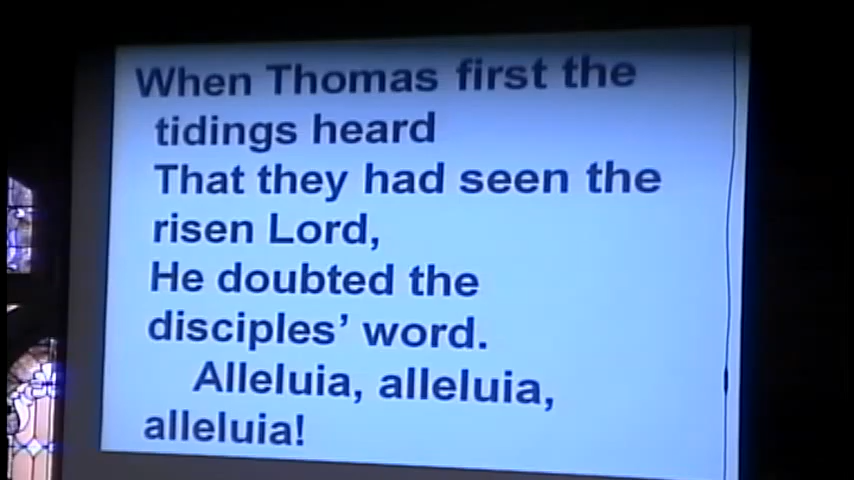 When Thomas first the
tidings heard
That they had seen the
risen Lord,
He doubted the
disciples’ word.
Alleluia, alleluia,
alleluia!